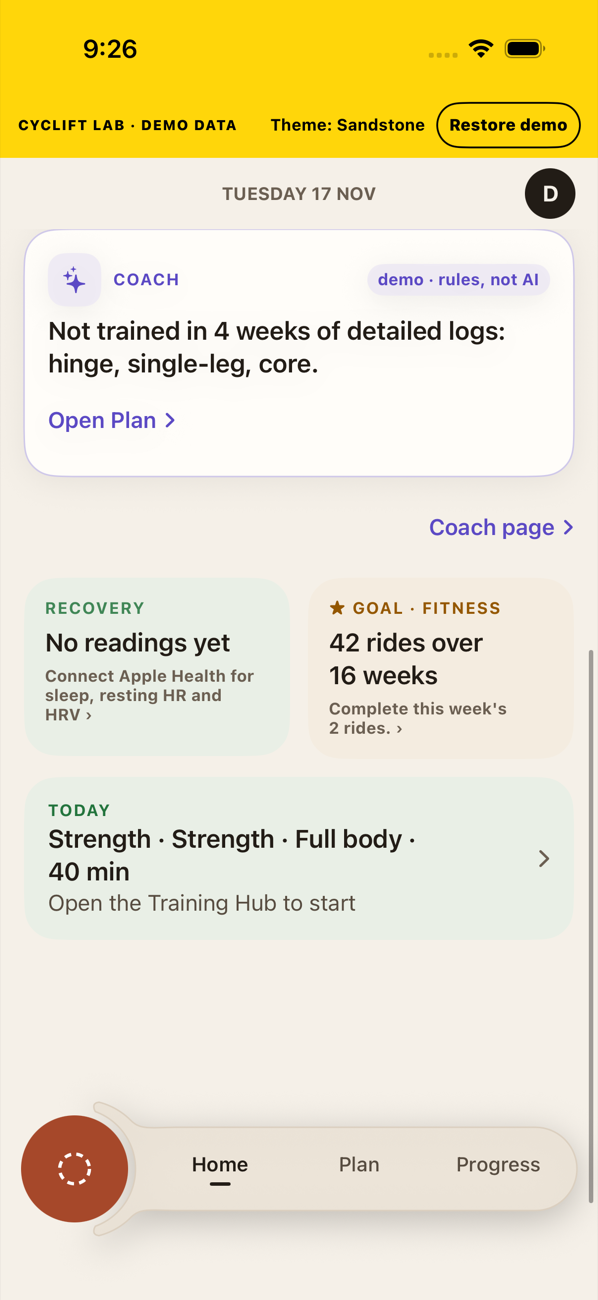 9:26
CYCLIFT LAB · DEMO DATA
Theme: Sandstone
Restore demo
TUESDAY 17 NOV
D
COACH
demo · rules, not AI
Not trained in 4 weeks of detailed logs:
hinge, single-leg, core.
Open Plan >
Coach page >
RECOVERY
No readings yet
Connect Apple Health for
sleep, resting HR and
HRV ›
★ GOAL · FITNESS
42 rides over
16 weeks
Complete this week's
2 rides. ›
TODAY
Strength · Strength · Full body ·
40 min
Open the Training Hub to start
Home
Plan
Progress